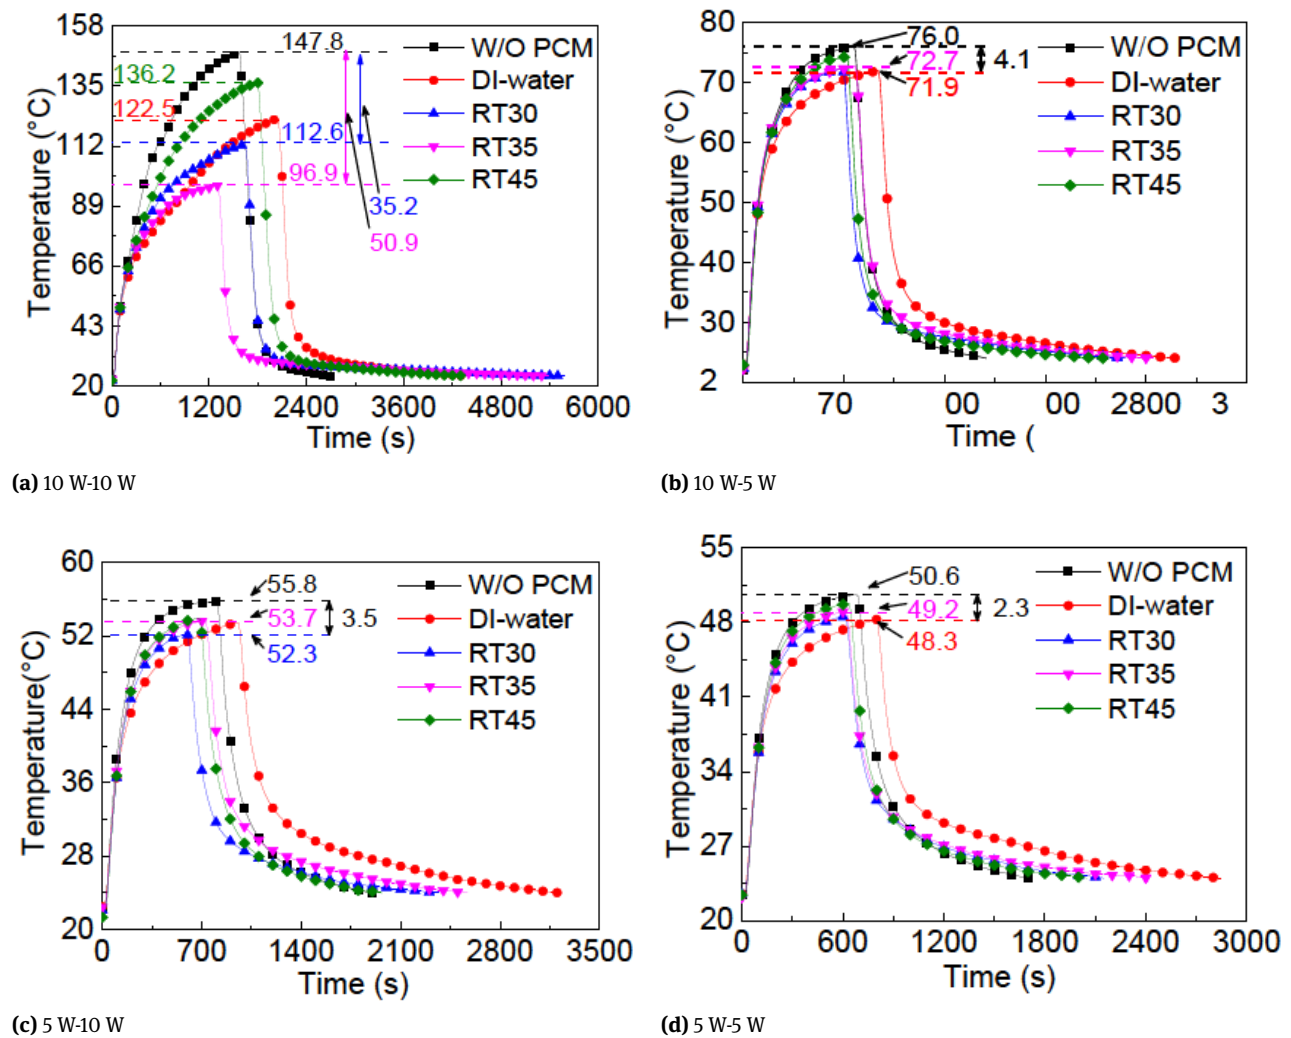 158
135
112
89
66
43
20
Temperature (°C)
147.8
136.2
122.5
112.6
96.9
35.2
50.9
W/O PCM
DI-water
RT30
RT35
RT45
0 1200 2400 3600 4800 6000
Time (s)
(a) 10 W-10 W
80
70
60
50
40
30
2
Temperature (°C)
76.0
72.7
71.9
4.1
W/O PCM
DI-water
RT30
RT35
RT45
70 00 00 2800 3
Time (
(b) 10 W-5 W
60
52
44
36
28
20
Temperature(°C)
55.8
53.7
52.3
3.5
W/O PCM
DI-water
RT30
RT35
RT45
0 700 1400 2100 2800 3500
Time (s)
(c) 5 W-10 W
55
48
41
34
27
20
Temperature (°C)
50.6
49.2
48.3
2.3
W/O PCM
DI-water
RT30
RT35
RT45
0 600 1200 1800 2400 3000
Time (s)
(d) 5 W-5 W